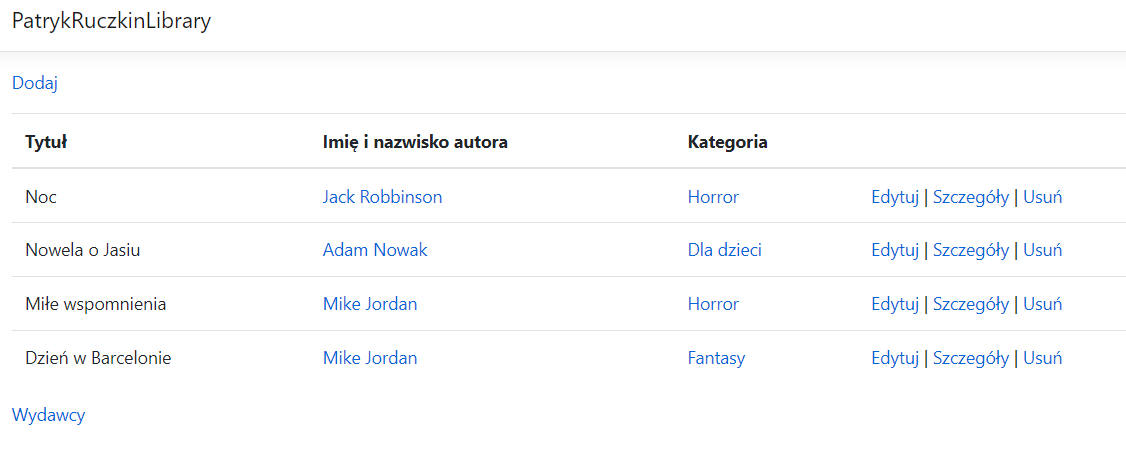 PatrykRuczkinLibrary
Dodaj
Tytuł Imię i nazwisko autora Kategoria
Noc Jack Robbinson Horror Edytuj | Szczegóły | Usuń
Nowela o Jasiu Adam Nowak Dla dzieci Edytuj | Szczegóły | Usuń
Miłe wspomnienia Mike Jordan Horror Edytuj | Szczegóły | Usuń
Dzień w Barcelonie Mike Jordan Fantasy Edytuj | Szczegóły | Usuń
Wydawcy